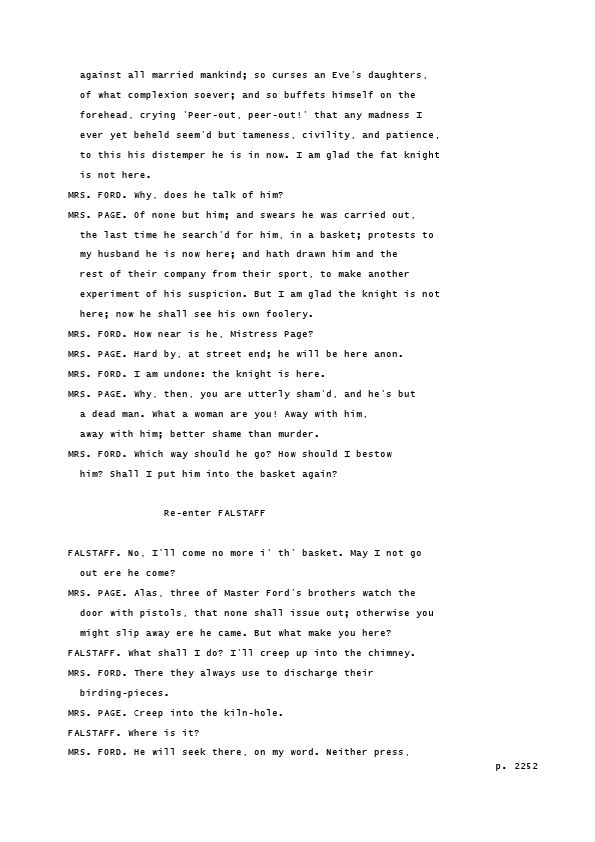 against all married mankind; so curses an Eve's daughters,
of what complexion soever; and so buffets himself on the
forehead, crying 'Peer-out, peer-out!' that any madness I
ever yet beheld seem'd but tameness, civility, and patience,
to this his distemper he is in now. I am glad the fat knight
is not here.
MRS. FORD. Why, does he talk of him?
MRS. PAGE. Of none but him; and swears he was carried out,
the last time he search'd for him, in a basket; protests to
my husband he is now here; and hath drawn him and the
rest of their company from their sport, to make another
experiment of his suspicion. But I am glad the knight is not
here; now he shall see his own foolery.
MRS. FORD. How near is he, Mistress Page?
MRS. PAGE. Hard by, at street end; he will be here anon.
MRS. FORD. I am undone: the knight is here.
MRS. PAGE. Why, then, you are utterly sham'd, and he's but
a dead man. What a woman are you! Away with him,
away with him; better shame than murder.
MRS. FORD. Which way should he go? How should I bestow
him? Shall I put him into the basket again?
Re-enter FALSTAFF
FALSTAFF. No, I'll come no more i' th' basket. May I not go
out ere he come?
MRS. PAGE. Alas, three of Master Ford's brothers watch the
door with pistols, that none shall issue out; otherwise you
might slip away ere he came. But what make you here?
FALSTAFF. What shall I do? I'll creep up into the chimney.
MRS. FORD. There they always use to discharge their
birding-pieces.
MRS. PAGE. Creep into the kiln-hole.
FALSTAFF. Where is it?
MRS. FORD. He will seek there, on my word. Neither press,
p. 2252